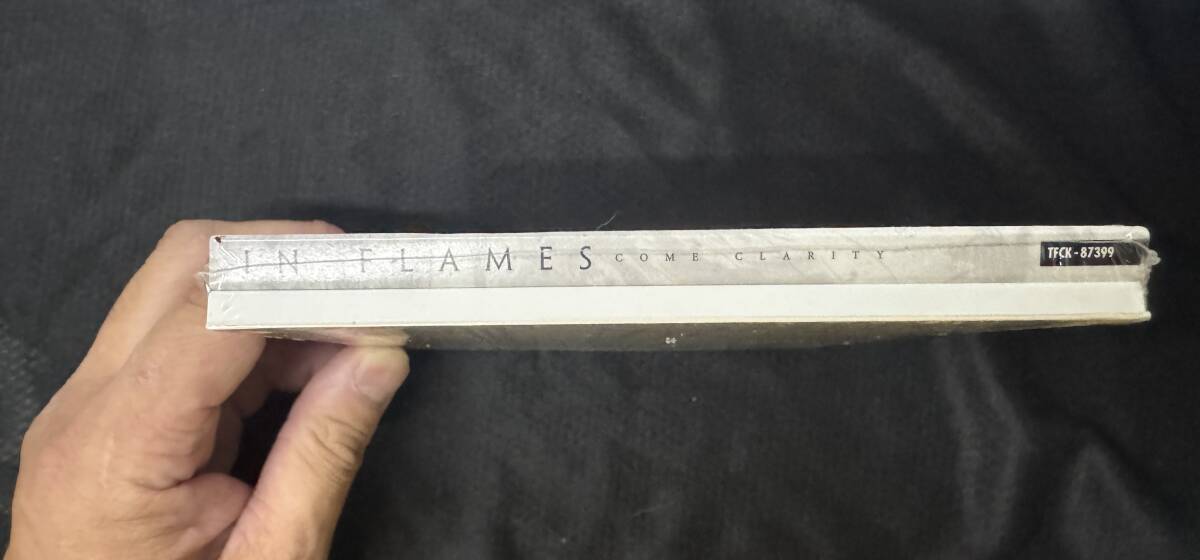 IN FLAMES COME CLARITY TFCK-87399